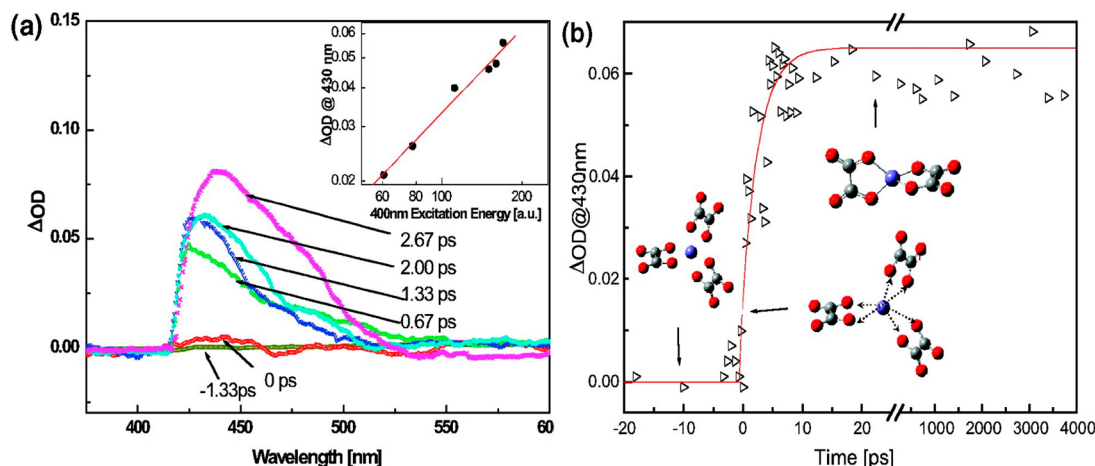 (a)
0.15
0.10
0.05
0.00
ΔOD
400
450
500
550
60
Wavelength [nm]
2.67 ps
2.00 ps
1.33 ps
0.67 ps
0 ps
-1.33ps
0.06
0.05
0.04
0.03
0.02
ΔOD @ 430 nm
60
80
100
200
400nm Excitation Energy [a.u.]
(b)
0.06
0.04
0.02
0.00
ΔOD@430nm
-20
-10
0
10
20
1000
2000
3000
4000
Time [ps]